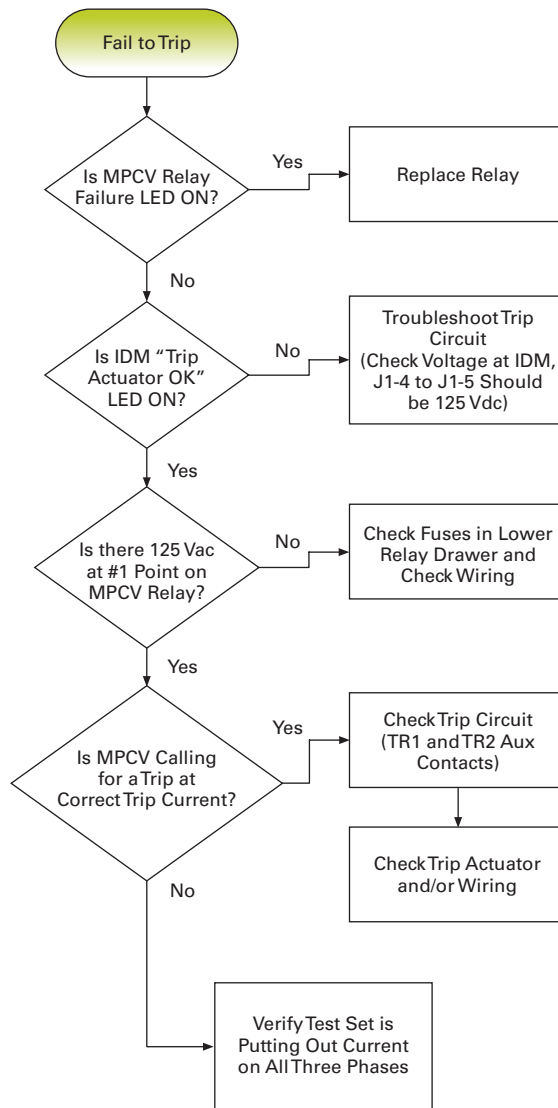 Fail to Trip
Is MPCV Relay
Failure LED ON?
Yes
Replace Relay
No
Is IDM “Trip
Actuator OK”
LED ON?
No
Troubleshoot Trip
Circuit
(Check Voltage at IDM,
J1-4 to J1-5 Should
be 125 Vdc)
Yes
Is there 125 Vac
at #1 Point on
MPCV Relay?
No
Check Fuses in Lower
Relay Drawer and
Check Wiring
Yes
Is MPCV Calling
for a Trip at
Correct Trip Current?
Yes
Check Trip Circuit
(TR1 and TR2 Aux
Contacts)
Check Trip Actuator
and/or Wiring
No
Verify Test Set is
Putting Out Current
on All Three Phases